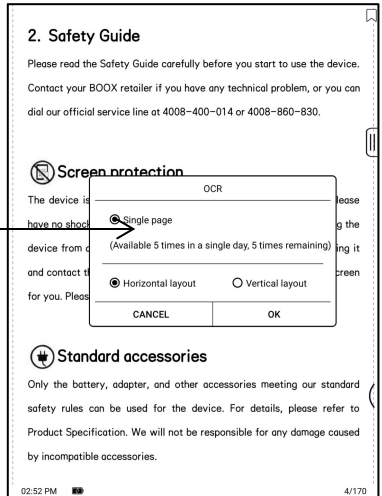 2. Safety Guide
Please read the Safety Guide carefully before you start to use the device.
Contact your BOOX retailer if you have any technical problem, or you can
dial our official service line at 4008-400-014 or 4008-860-830.
Screen protection
The device is
lease
have no shock
g the
device from
ing it
and contact t
creen
for you. Pleas
OCR
Single page
(Available 5 times in a single day, 5 times remaining)
Horizontal layout
Vertical layout
CANCEL
OK
Standard accessories
Only the battery, adapter, and other accessories meeting our standard
safety rules can be used for the device. For details, please refer to
Product Specification. We will not be responsible for any damage caused
by incompatible accessories.
02:52 PM
4/170